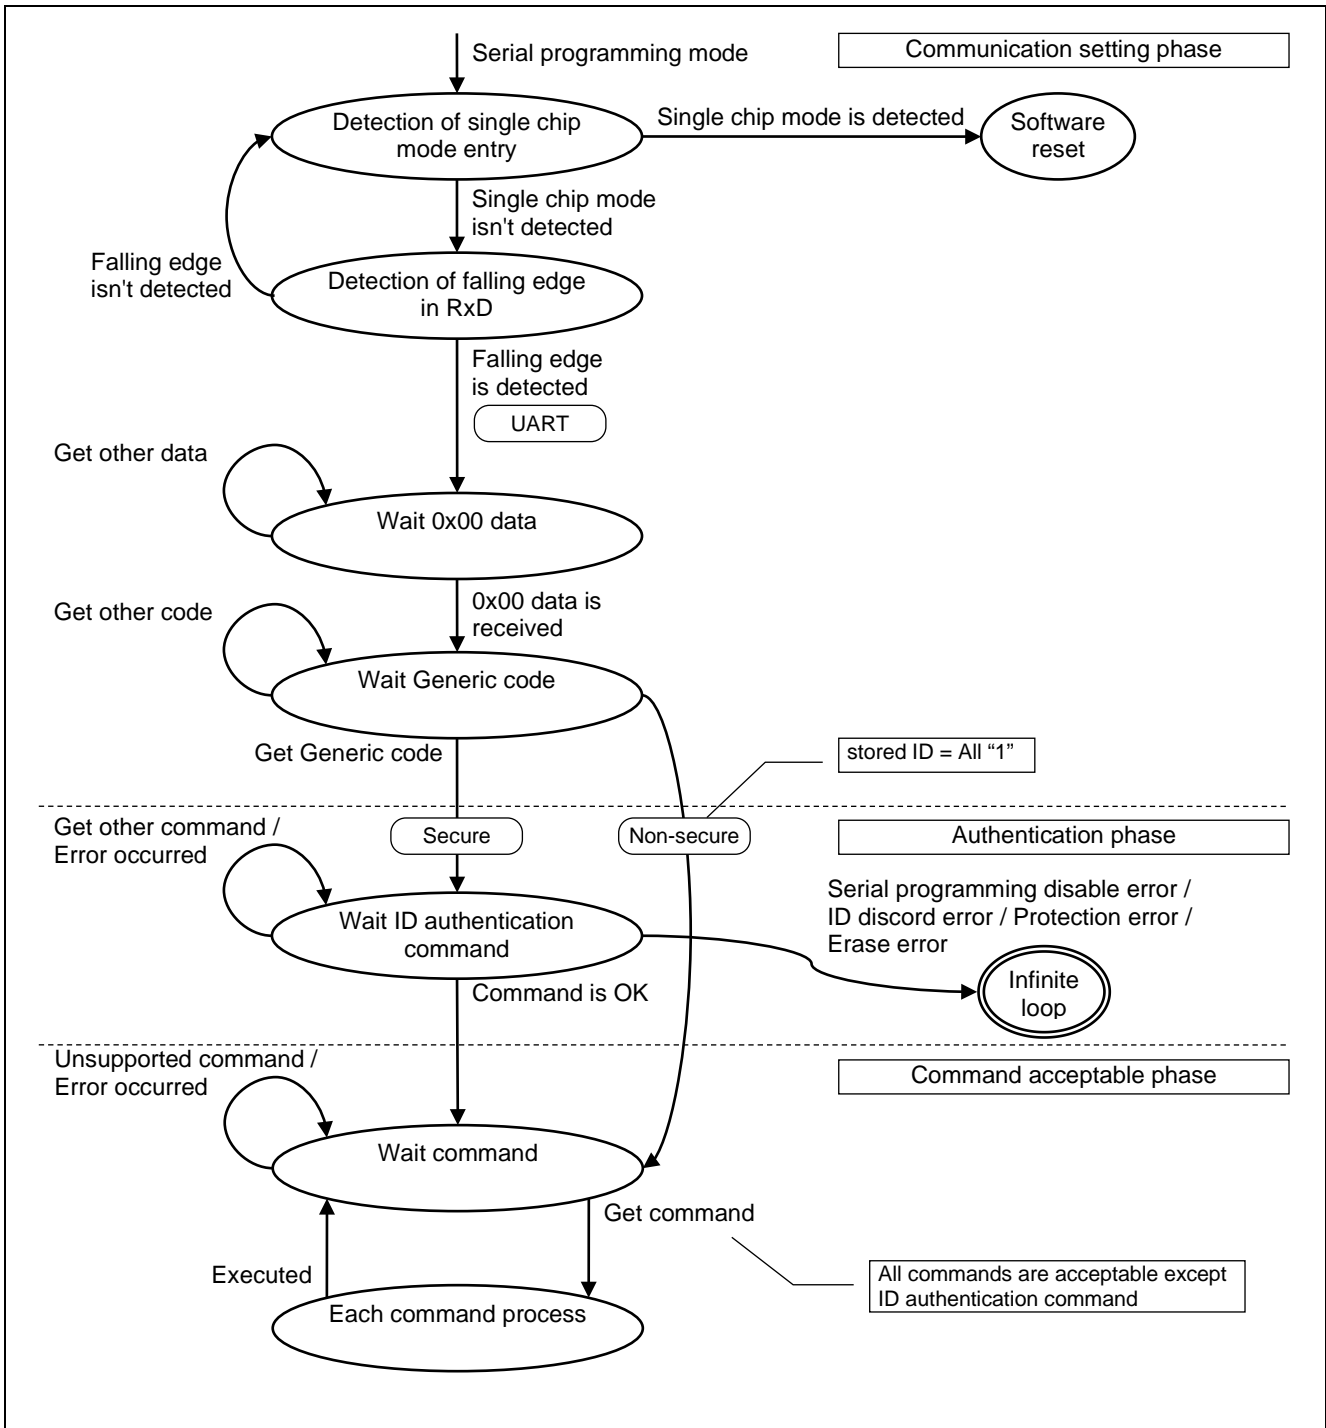 Serial programming mode
Communication setting phase
Detection of single chip
mode entry
Single chip mode is detected
Software
reset
Single chip mode
isn't detected
Falling edge
isn't detected
Detection of falling edge
in RxD
Falling edge
is detected
UART
Get other data
Wait 0x00 data
0x00 data is
received
Get other code
Wait Generic code
Get Generic code
stored ID = All “1”
Get other command /
Error occurred
Secure
Non-secure
Authentication phase
Serial programming disable error /
ID discord error / Protection error /
Erase error
Wait ID authentication
command
Infinite
loop
Command is OK
Unsupported command /
Error occurred
Command acceptable phase
Wait command
Get command
Executed
All commands are acceptable except
ID authentication command
Each command process